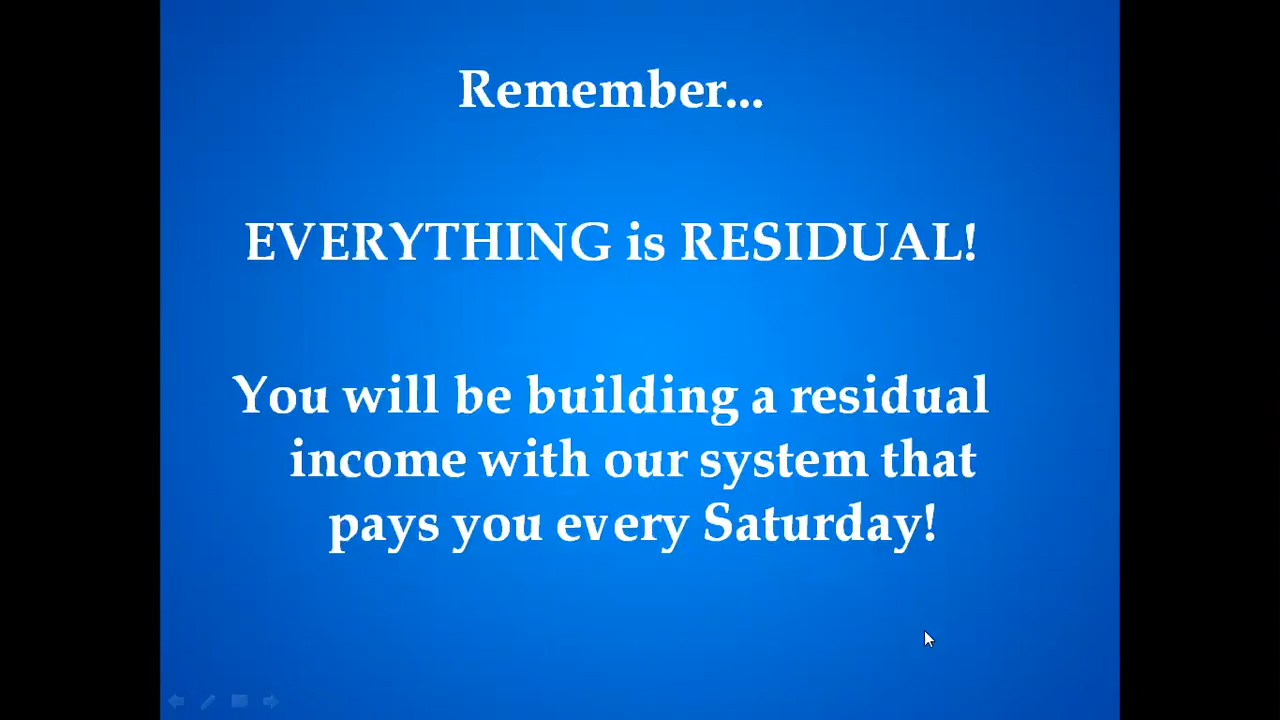 Remember...
EVERYTHING is RESIDUAL!
You will be building a residual
income with our system that
pays you every Saturday!